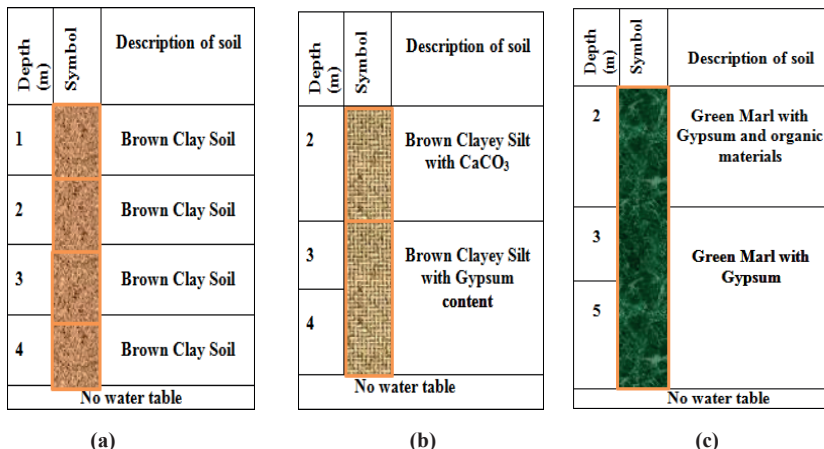 Depth
(m)
Symbol
Description of soil
1
Brown Clay Soil
2
Brown Clay Soil
3
Brown Clay Soil
4
Brown Clay Soil
No water table
(a)
Depth
(m)
Symbol
Description of soil
2
Brown Clayey Silt
with CaCO₃
3
Brown Clayey Silt
with Gypsum
content
4
No water table
(b)
Depth
(m)
Symbol
Description of soil
2
Green Marl with
Gypsum and organic
materials
3
Green Marl with
Gypsum
5
No water table
(c)